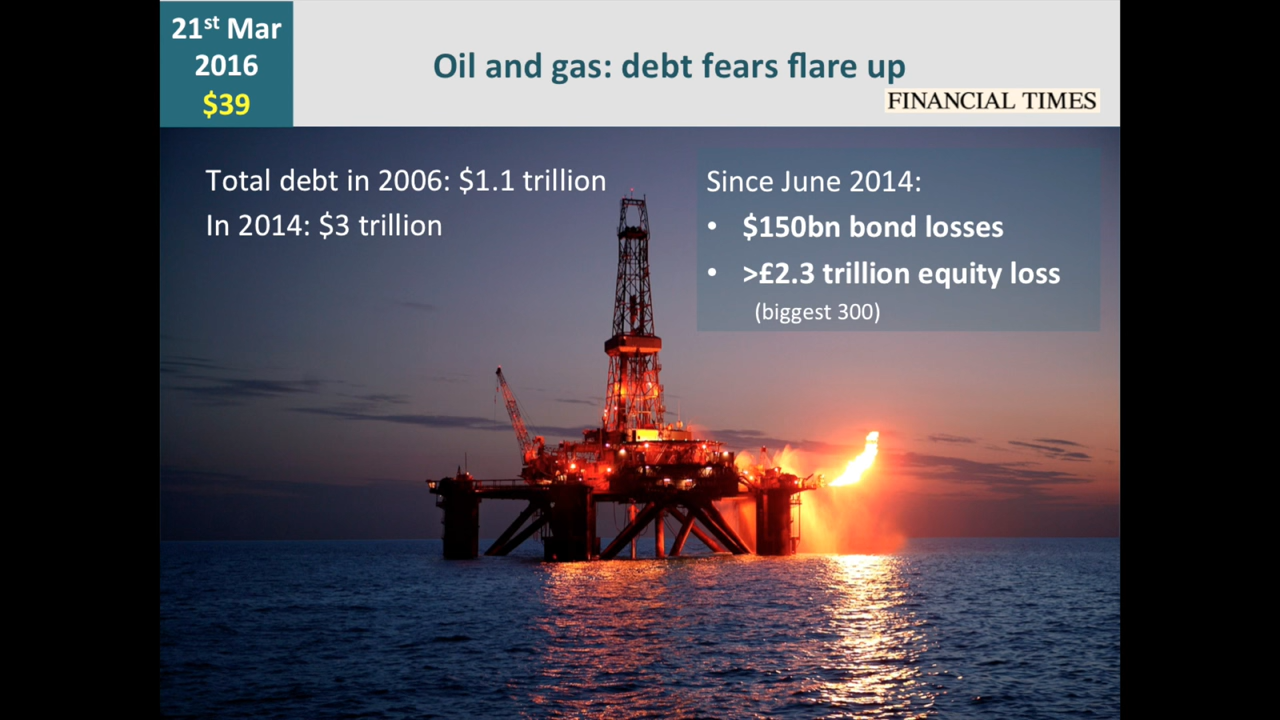 21st Mar
2016
$39
Oil and gas: debt fears flare up
FINANCIAL TIMES
Total debt in 2006: $1.1 trillion
In 2014: $3 trillion
Since June 2014:
• $150bn bond losses
• >£2.3 trillion equity loss
(biggest 300)